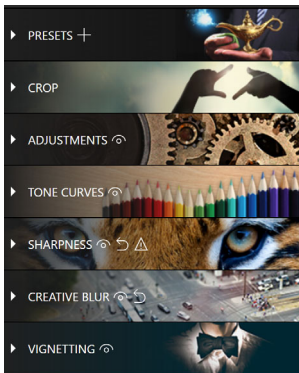 PRESETS
CROP
ADJUSTMENTS
TONE CURVES
SHARPNESS
CREATIVE BLUR
VIGNETTING